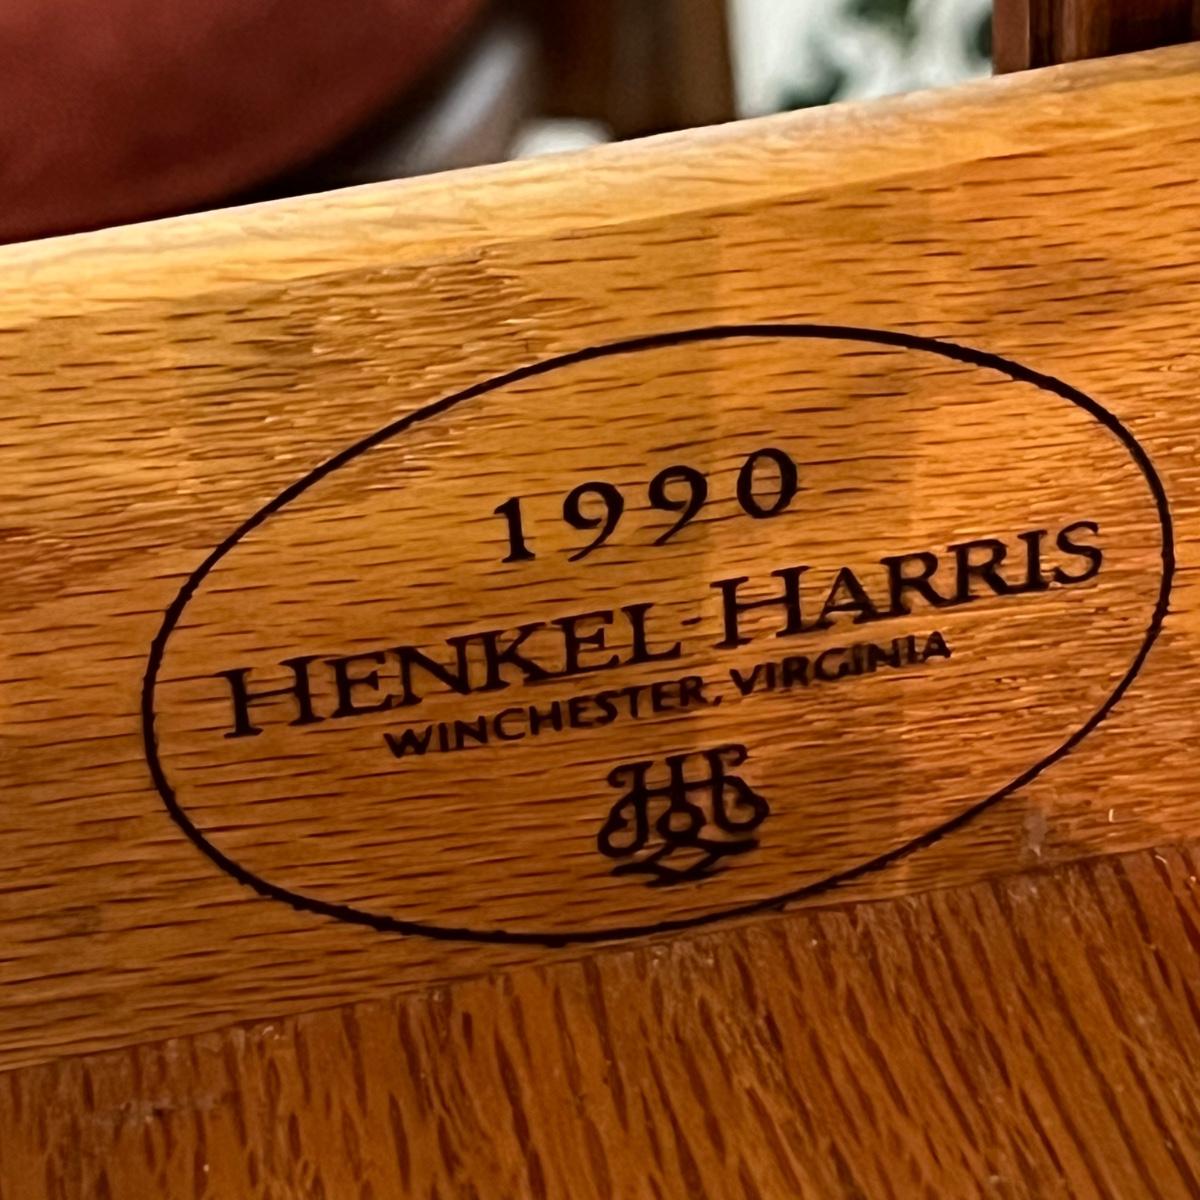 1990
HENKEL-HARRIS
WINCHESTER, VIRGINIA